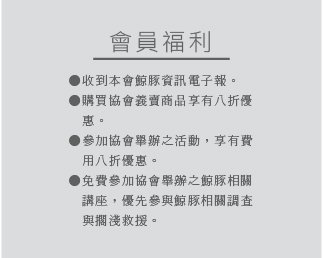 會員福利
●收到本會鯨豚資訊電子報。
●購買協會義賣商品享有八折優
惠。
●參加協會舉辦之活動，享有費
用八折優惠。
●免費參加協會舉辦之鯨豚相關
講座，優先參與鯨豚相關調查
與擱淺救援。